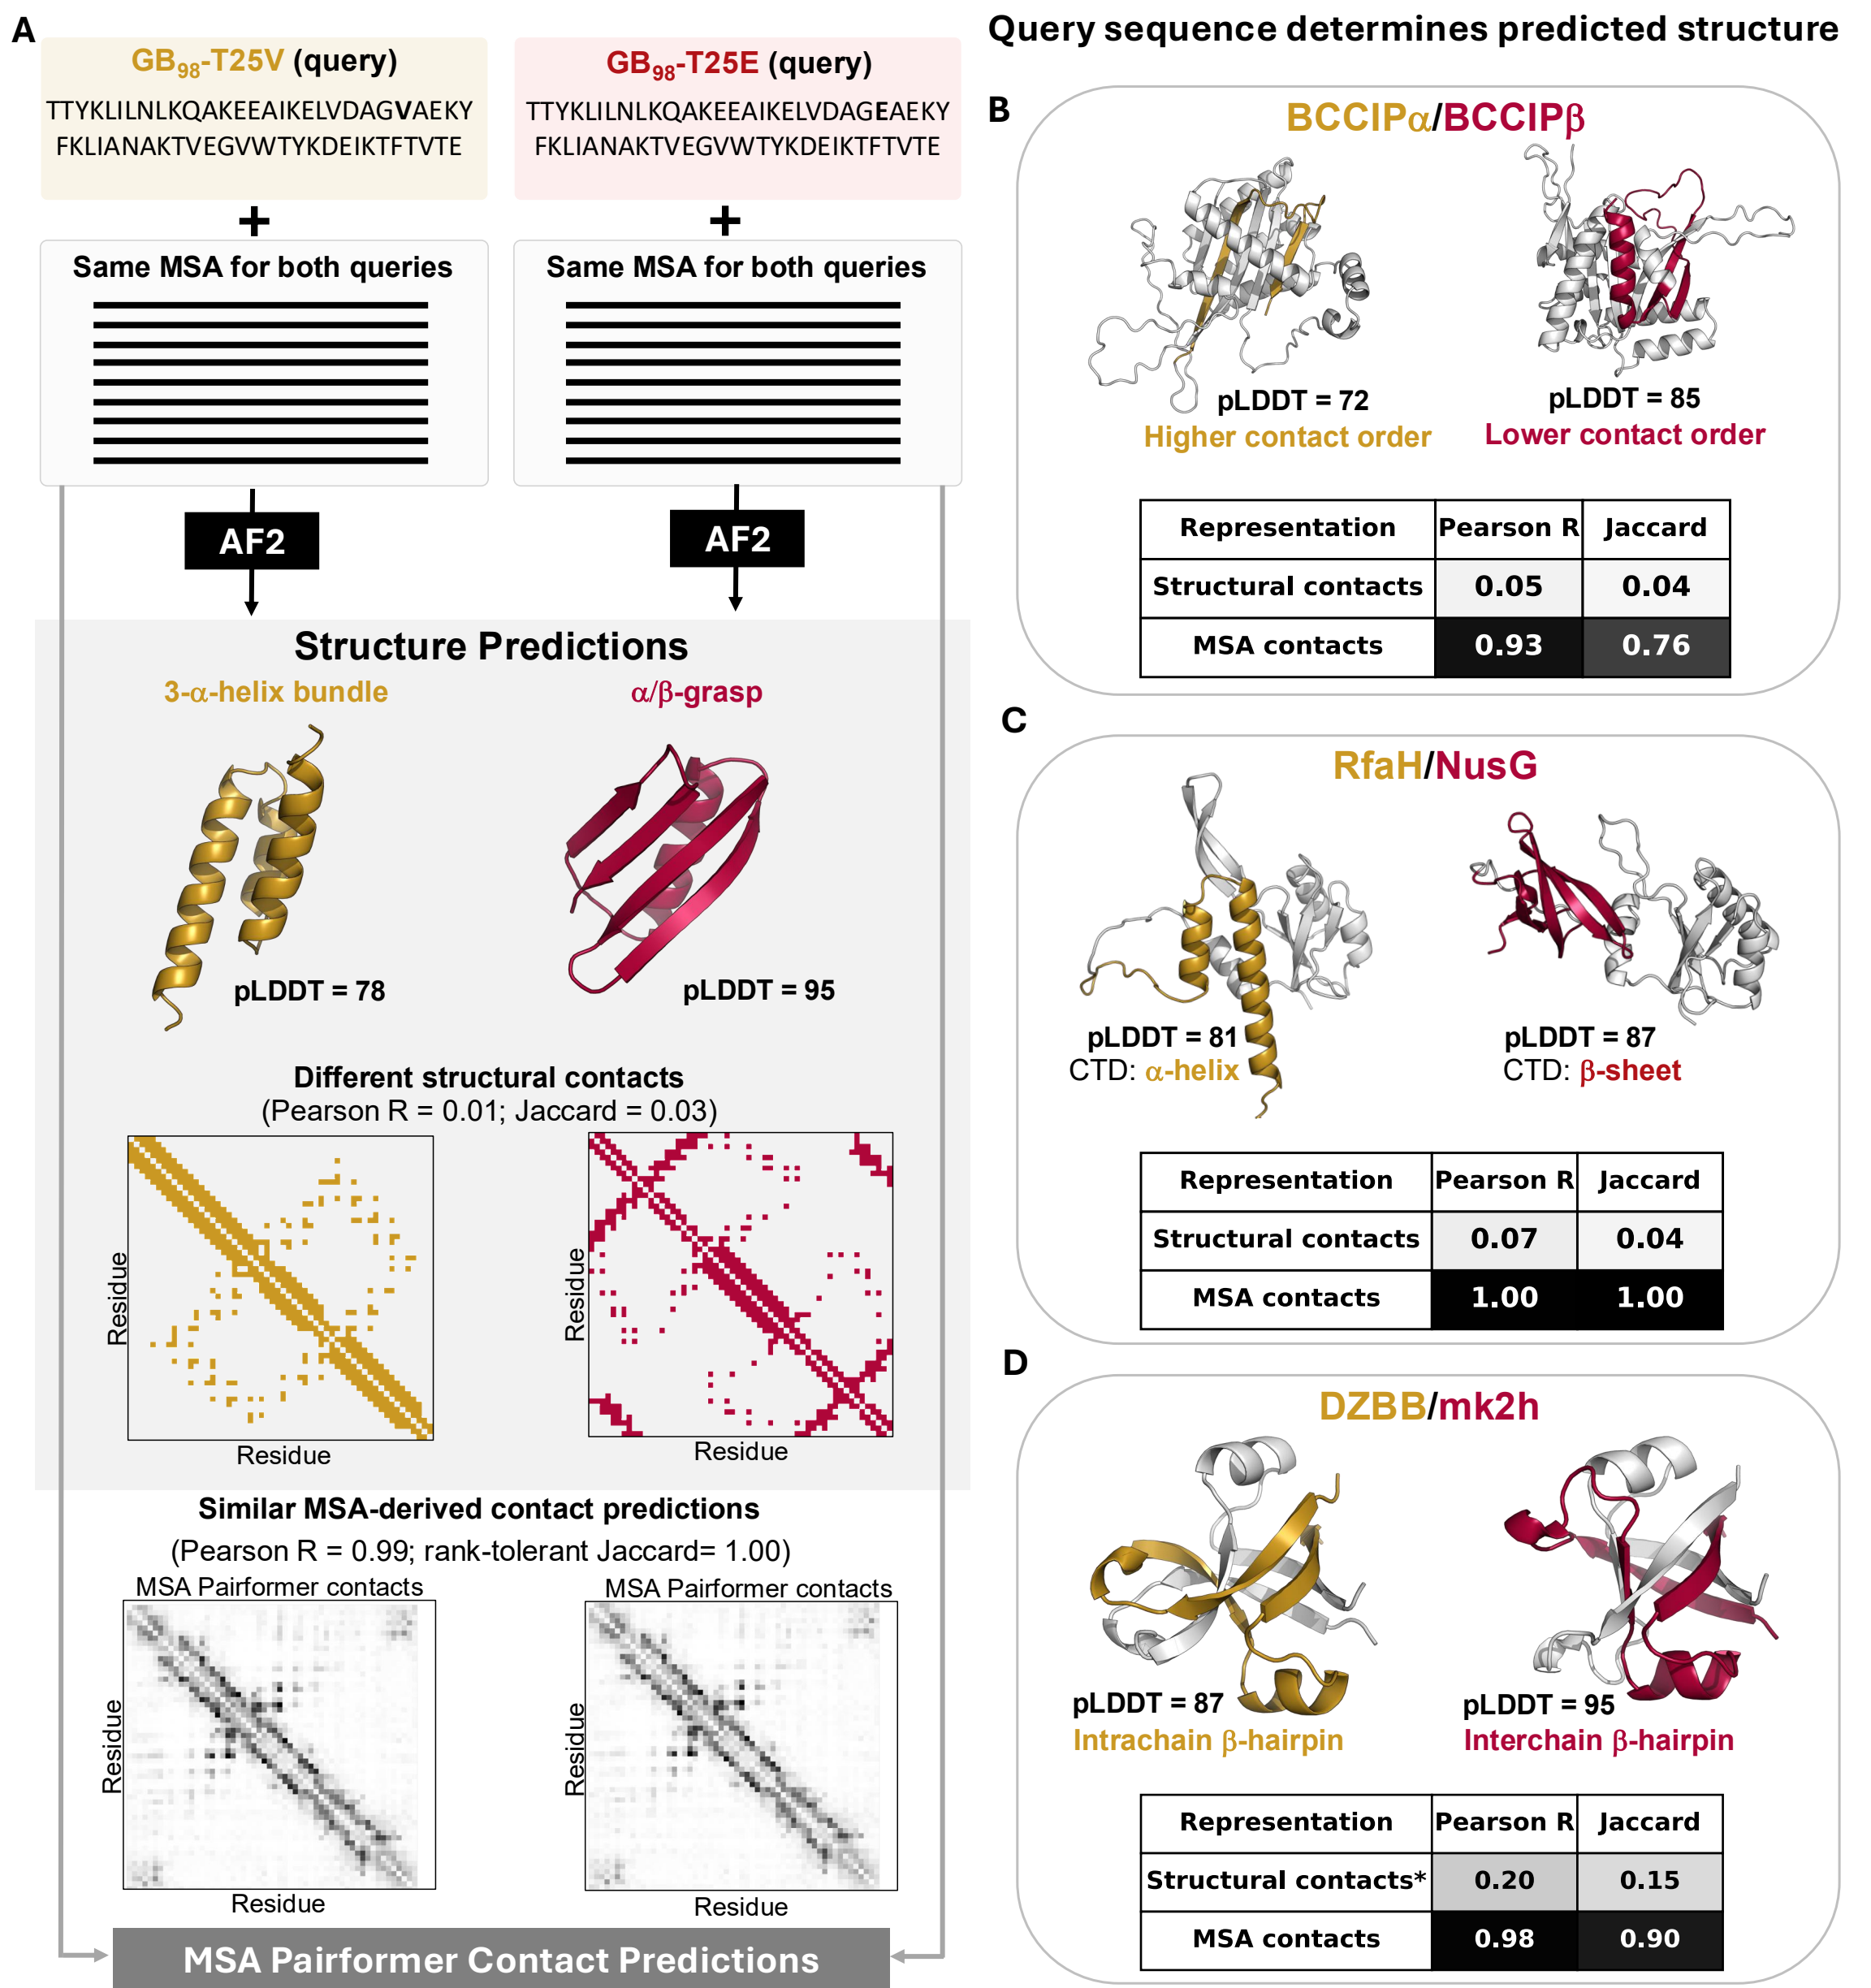 A
GB98-T25V (query)
TTYKLILNLKQAKEEAIKELVDAGVAEKY
FKLIANAKTVEGVWTYKDEIKTFTVTE
GB98-T25E (query)
TTYKLILNLKQAKEEAIKELVDAGEAEKY
FKLIANAKTVEGVWTYKDEIKTFTVTE
+
+
Same MSA for both queries
Same MSA for both queries
AF2
AF2
Structure Predictions
3-α-helix bundle
α/β-grasp
pLDDT = 78
pLDDT = 95
Different structural contacts
(Pearson R = 0.01; Jaccard = 0.03)
Residue
Residue
Residue
Residue
Similar MSA-derived contact predictions
(Pearson R = 0.99; rank-tolerant Jaccard= 1.00)
MSA Pairformer contacts
MSA Pairformer contacts
Residue
Residue
Residue
Residue
MSA Pairformer Contact Predictions
Query sequence determines predicted structure
B
BCCIPα/BCCIPβ
pLDDT = 72
Higher contact order
pLDDT = 85
Lower contact order
Representation Pearson R Jaccard
Structural contacts 0.05 0.04
MSA contacts 0.93 0.76
C
RfaH/NusG
pLDDT = 81
CTD: α-helix
pLDDT = 87
CTD: β-sheet
Representation Pearson R Jaccard
Structural contacts 0.07 0.04
MSA contacts 1.00 1.00
D
DZBB/mk2h
pLDDT = 87
Intrachain β-hairpin
pLDDT = 95
Interchain β-hairpin
Representation Pearson R Jaccard
Structural contacts* 0.20 0.15
MSA contacts 0.98 0.90